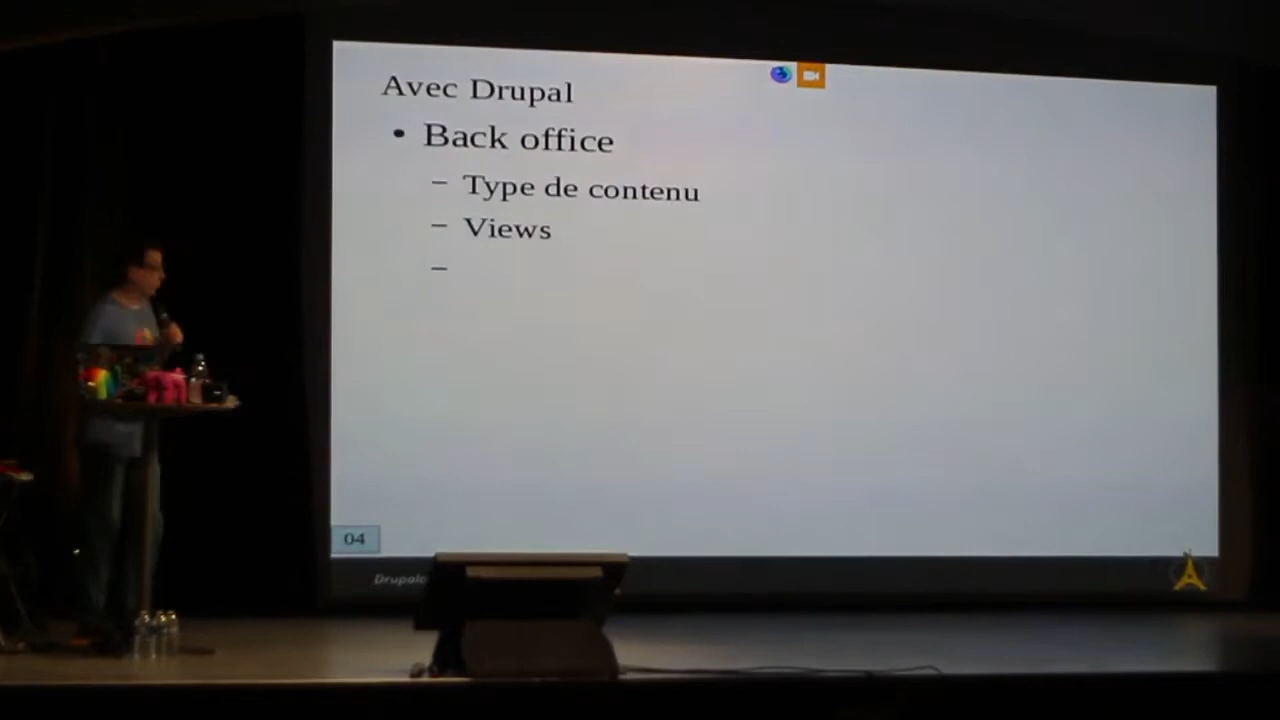 Avec Drupal
• Back office
– Type de contenu
– Views
–
04